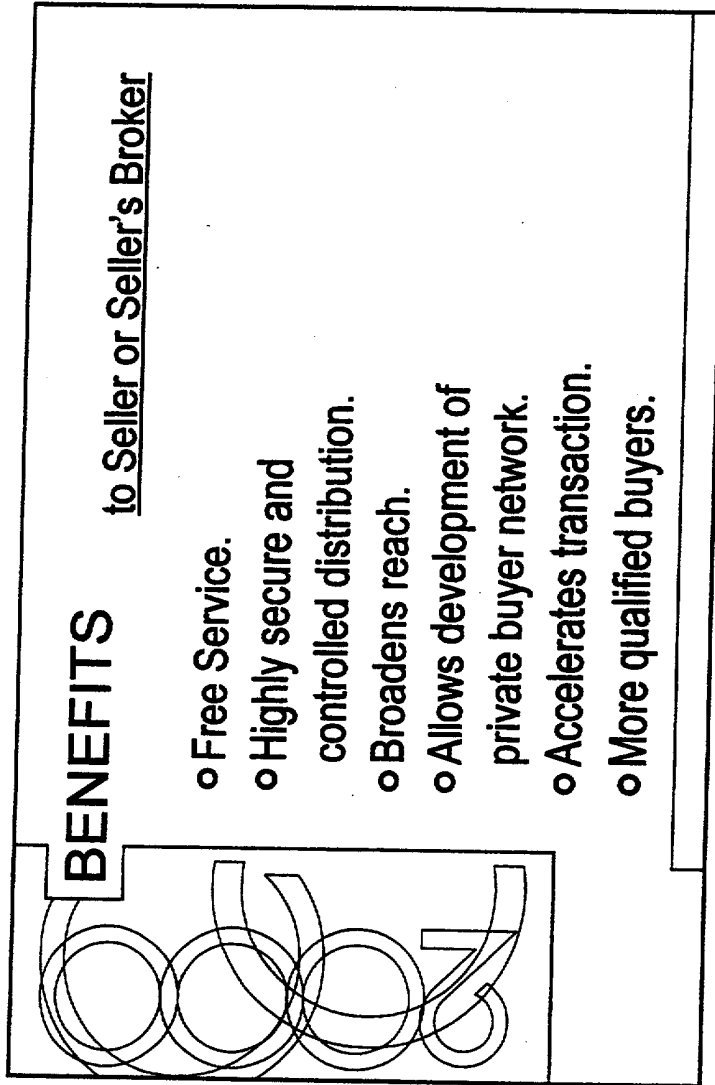 BENEFITS
to Seller or Seller's Broker
o Free Service.
o Highly secure and
controlled distribution.
o Broadens reach.
o Allows development of
private buyer network.
o Accelerates transaction.
o More qualified buyers.